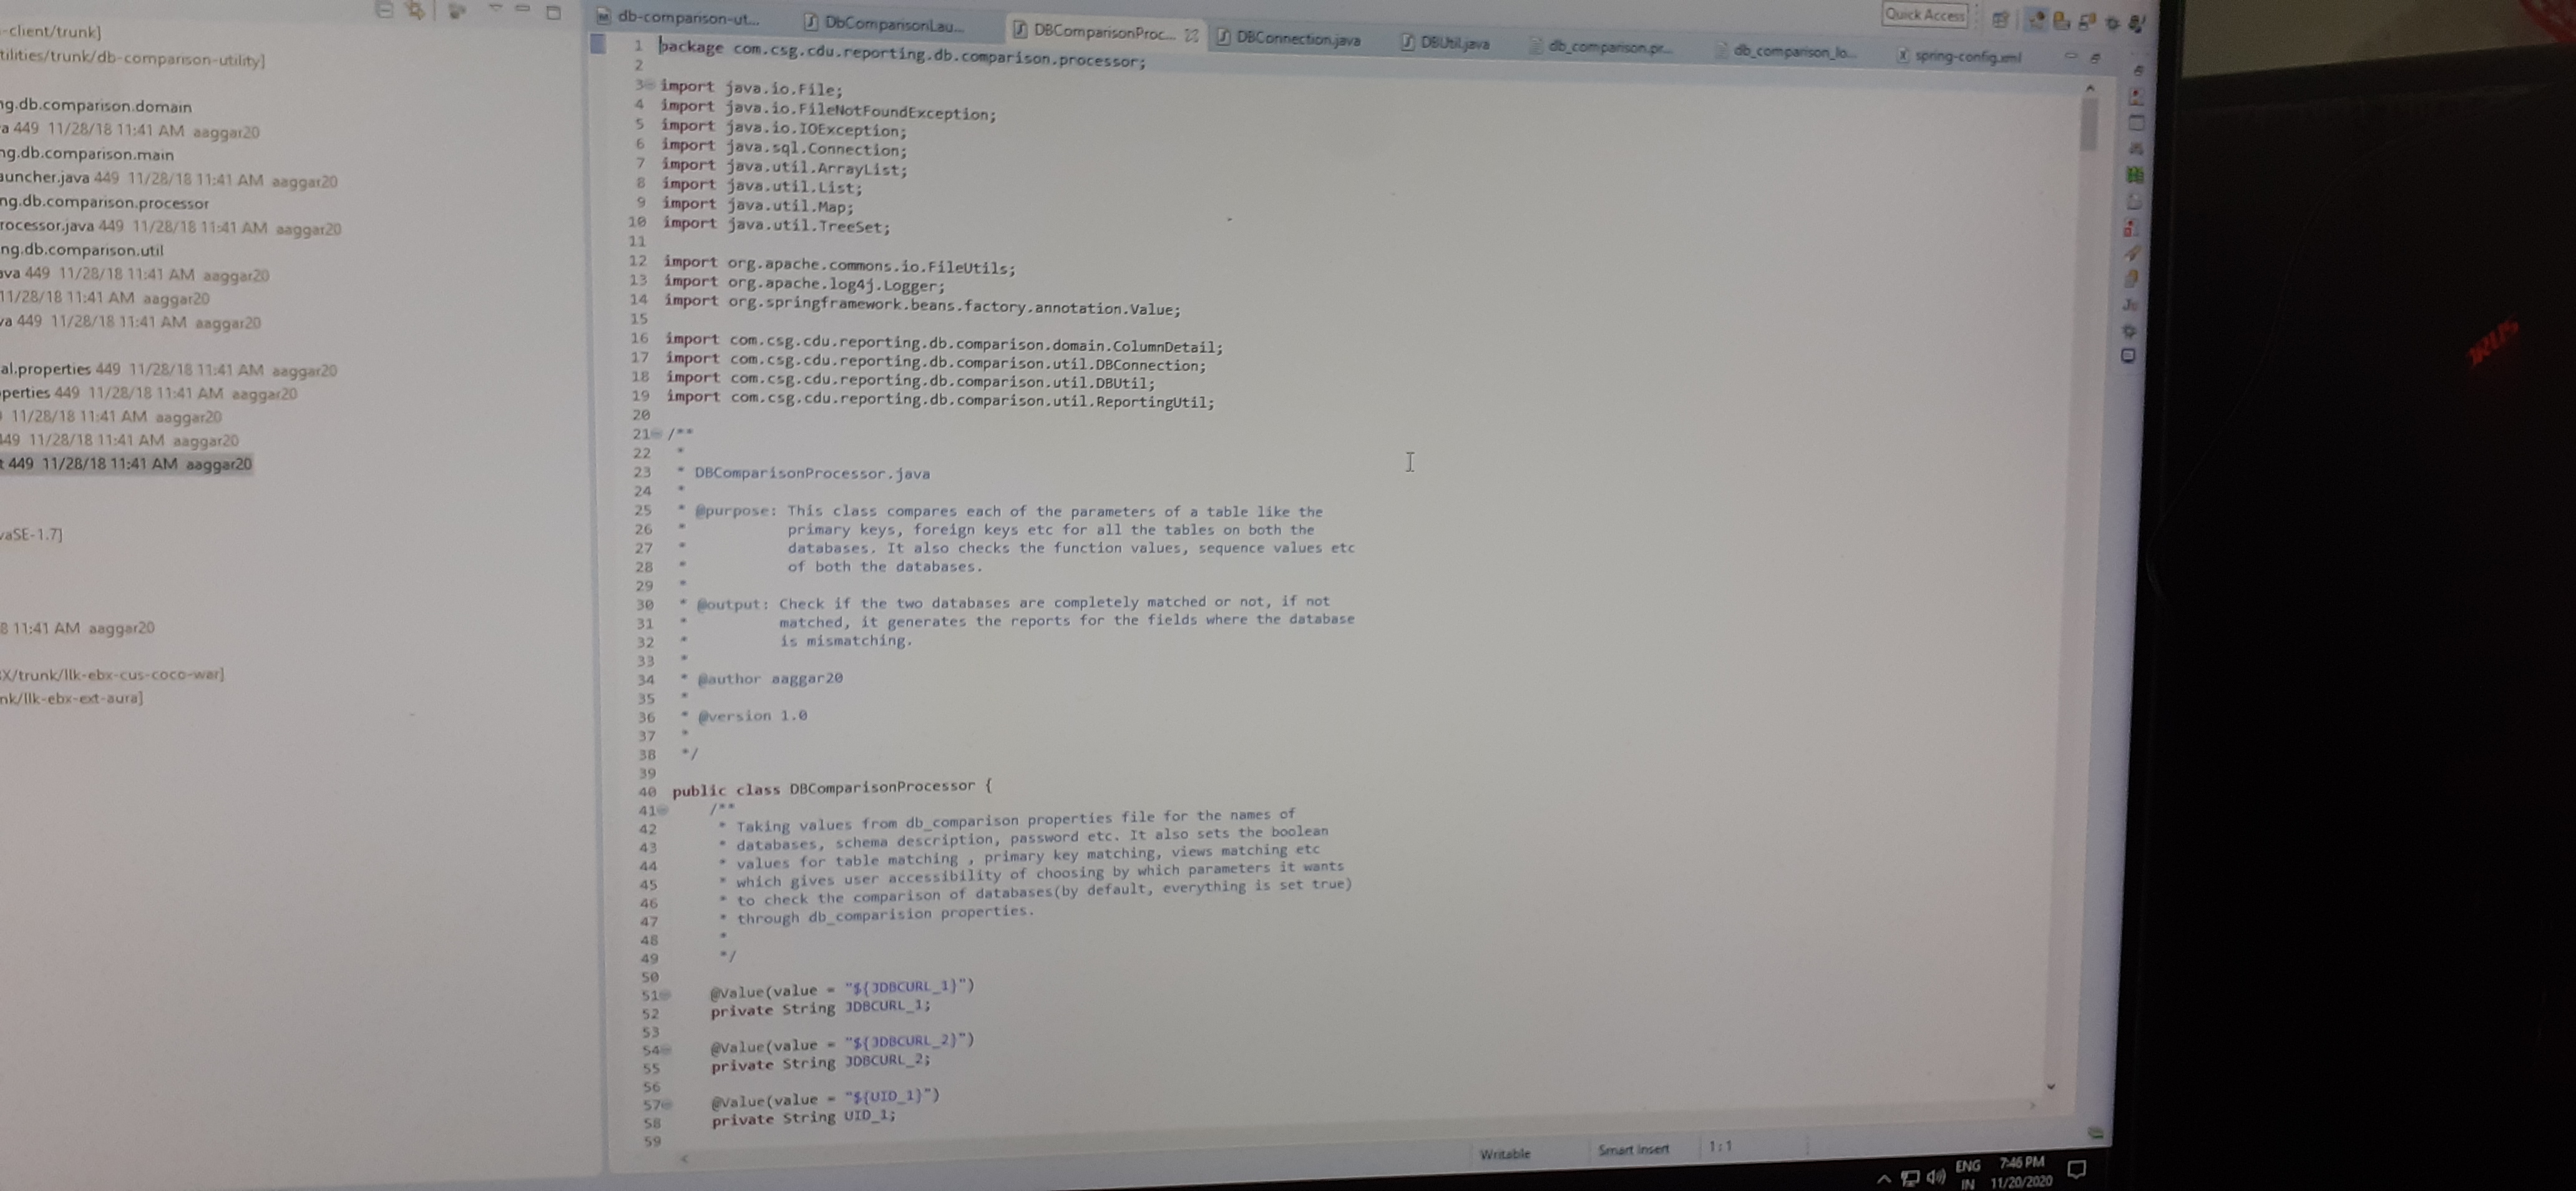 -client/trunk]
tilities/trunk/db-comparison-utility]
ng.db.comparison.domain
a 449 11/28/18 11:41 AM aaggar20
ng.db.comparison.main
auncher.java 449 11/28/18 11:41 AM aaggar20
ng.db.comparison.processor
rocessor.java 449 11/28/18 11:41 AM aaggar20
ng.db.comparison.util
ava 449 11/28/18 11:41 AM aaggar20
11/28/18 11:41 AM aaggar20
va 449 11/28/18 11:41 AM aaggar20
al.properties 449 11/28/18 11:41 AM aaggar20
perties 449 11/28/18 11:41 AM aaggar20
11/28/18 11:41 AM aaggar20
449 11/28/18 11:41 AM aaggar20
t 449 11/28/18 11:41 AM aaggar20
vaSE-1.7]
8 11:41 AM aaggar20
X/trunk/llk-ebx-cus-coco-war]
nk/llk-ebx-ext-aura]
Quick Access
db-comparison-ut... DbComparisonLau... DBComparisonProc... DBConnection.java DBUtil.java db_comparison.pr... db_comparison_lo... spring-config.xml
1 package com.csg.cdu.reporting.db.comparison.processor;
2
3 import java.io.File;
4 import java.io.FileNotFoundException;
5 import java.io.IOException;
6 import java.sql.Connection;
7 import java.util.ArrayList;
8 import java.util.List;
9 import java.util.Map;
10 import java.util.TreeSet;
11
12 import org.apache.commons.io.FileUtils;
13 import org.apache.log4j.Logger;
14 import org.springframework.beans.factory.annotation.Value;
15
16 import com.csg.cdu.reporting.db.comparison.domain.ColumnDetail;
17 import com.csg.cdu.reporting.db.comparison.util.DBConnection;
18 import com.csg.cdu.reporting.db.comparison.util.DBUtil;
19 import com.csg.cdu.reporting.db.comparison.util.ReportingUtil;
20
21 /**
22 *
23 * DBComparisonProcessor.java
24 *
25 * @purpose: This class compares each of the parameters of a table like the
26 * primary keys, foreign keys etc for all the tables on both the
27 * databases. It also checks the function values, sequence values etc
28 * of both the databases.
29 *
30 * @output: Check if the two databases are completely matched or not, if not
31 * matched, it generates the reports for the fields where the database
32 * is mismatching.
33 *
34 * @author aaggar20
35 *
36 * @version 1.0
37 *
38 */
39
40 public class DBComparisonProcessor {
41 /**
42 * Taking values from db_comparison properties file for the names of
43 * databases, schema description, password etc. It also sets the boolean
44 * values for table matching , primary key matching, views matching etc
45 * which gives user accessibility of choosing by which parameters it wants
46 * to check the comparison of databases(by default, everything is set true)
47 * through db_comparision properties.
48 *
49 */
50
51 @Value(value = "${JDBCURL_1}")
52 private String JDBCURL_1;
53
54 @Value(value = "${JDBCURL_2}")
55 private String JDBCURL_2;
56
57 @Value(value = "${UID_1}")
58 private String UID_1;
59
Writable Smart Insert 1:1
ENG 7:46 PM
IN 11/20/2020